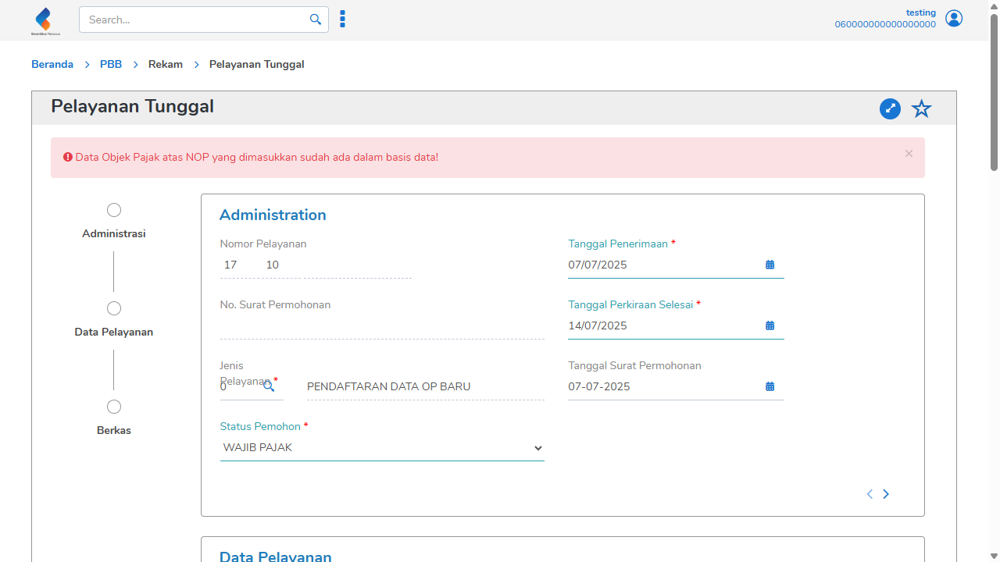 Search...
testing
060000000000000000
Beranda > PBB > Rekam > Pelayanan Tunggal
Pelayanan Tunggal
Data Objek Pajak atas NOP yang dimasukkan sudah ada dalam basis data!
Administrasi
Data Pelayanan
Berkas
Administration
Nomor Pelayanan
17 10
Tanggal Penerimaan *
07/07/2025
No. Surat Permohonan
Tanggal Perkiraan Selesai *
14/07/2025
Jenis
Pelayanan *
0
PENDAFTARAN DATA OP BARU
Tanggal Surat Permohonan
07-07-2025
Status Pemohon *
WAJIB PAJAK
Data Pelayanan